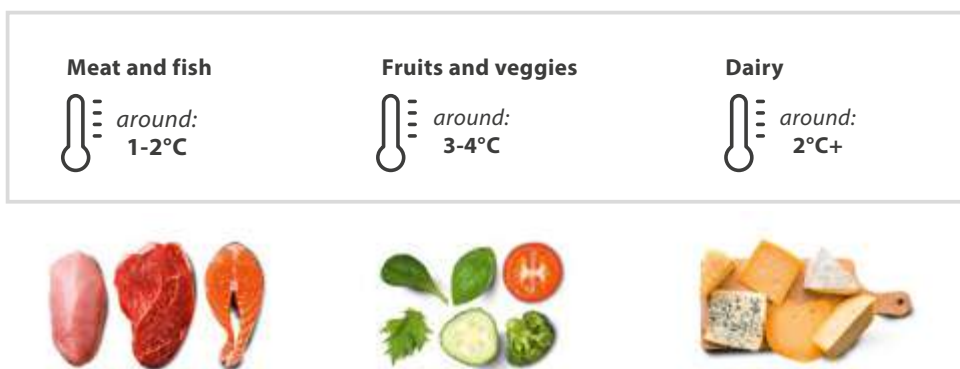 Meat and fish
around:
1-2°C
Fruits and veggies
around:
3-4°C
Dairy
around:
2°C+